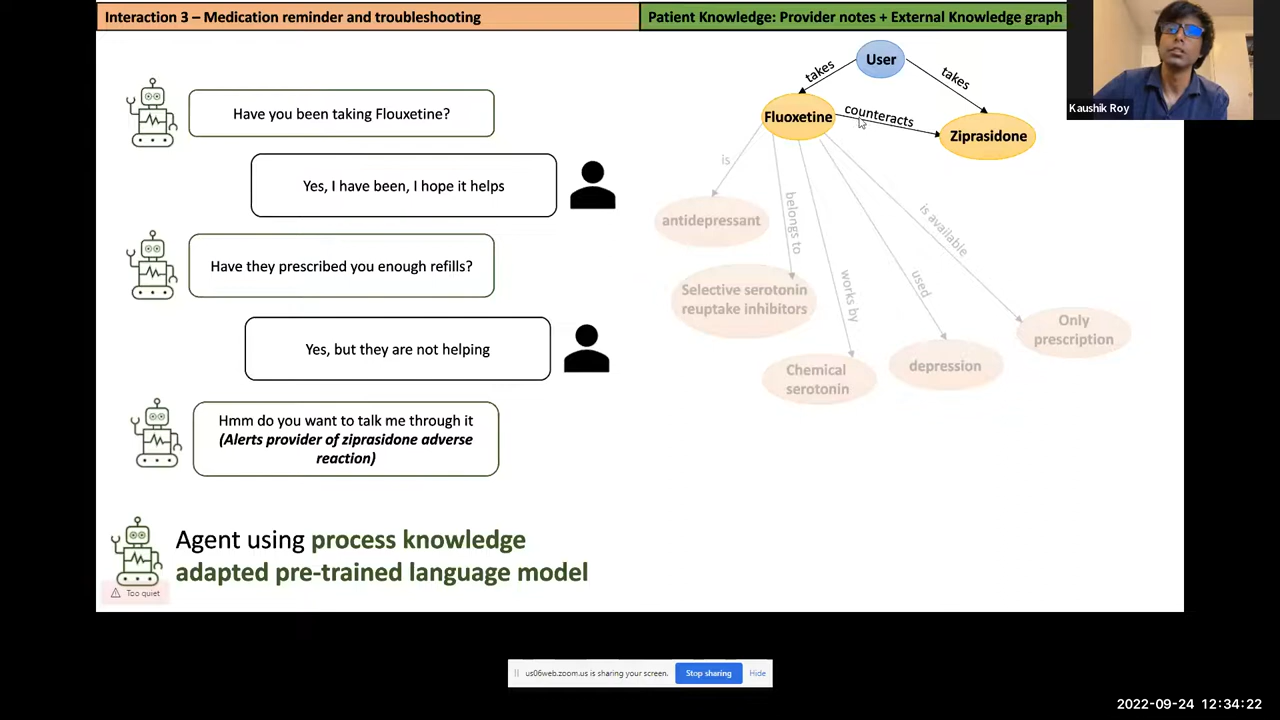 Interaction 3 – Medication reminder and troubleshooting
Patient Knowledge: Provider notes + External Knowledge graph
Kaushik Roy
Have you been taking Flouxetine?
Yes, I have been, I hope it helps
Have they prescribed you enough refills?
Yes, but they are not helping
Hmm do you want to talk me through it
(Alerts provider of ziprasidone adverse
reaction)
Agent using process knowledge
adapted pre-trained language model
Too quiet
User
takes
takes
Fluoxetine
counteracts
Ziprasidone
is
antidepressant
belongs to
Selective serotonin
reuptake inhibitors
works by
Chemical
serotonin
used
depression
is available
Only
prescription
us06web.zoom.us is sharing your screen.
Stop sharing
Hide
2022-09-24 12:34:22